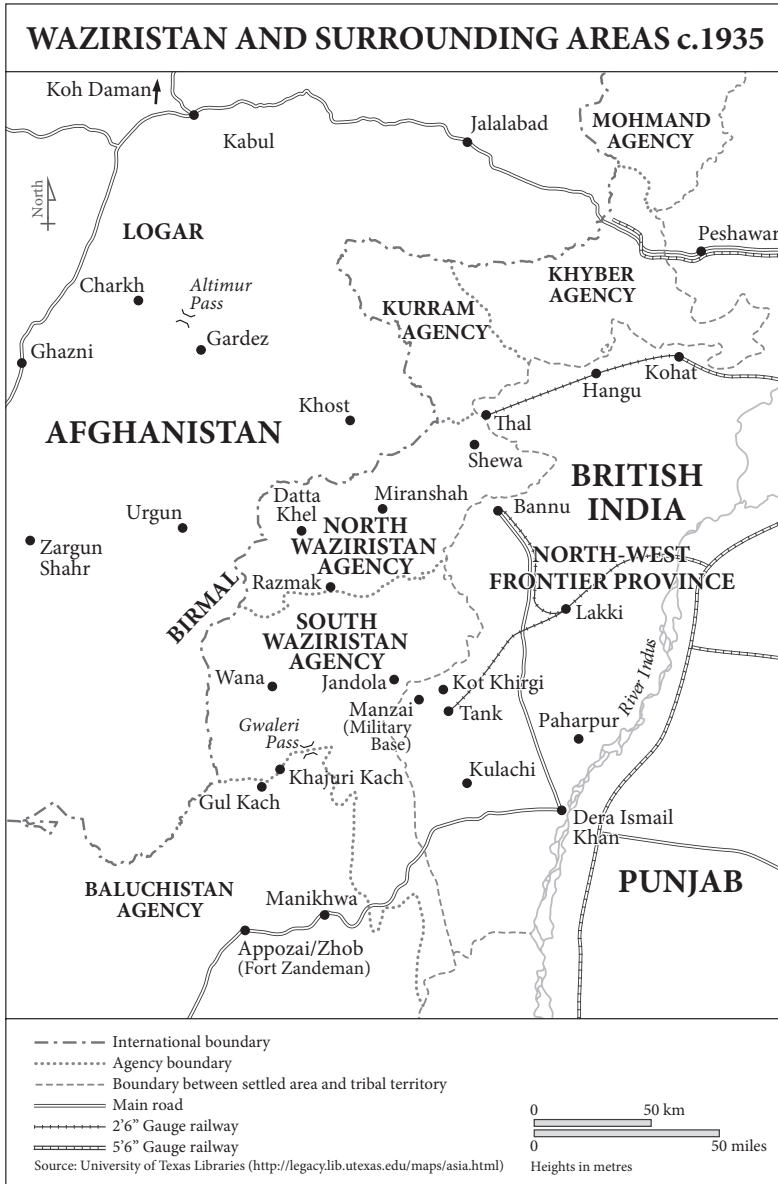 WAZIRISTAN AND SURROUNDING AREAS c.1935
Koh Daman
Kabul
Jalalabad
MOHMAND
AGENCY
North
LOGAR
Peshawar
Charkh
Altimur
Pass
KHYBER
AGENCY
KURRAM
AGENCY
Gardez
Ghazni
Kohat
Hangu
Khost
Thal
AFGHANISTAN
Shewa
BRITISH
INDIA
Datta
Khel
Miranshah
Bannu
Urgun
NORTH
WAZIRISTAN
AGENCY
Zargun
Shahr
NORTH-WEST
FRONTIER PROVINCE
BIRMAL
Razmak
Lakki
SOUTH
WAZIRISTAN
AGENCY
River Indus
Wana
Jandola
Kot Khirgi
Manzai
(Military
Base)
Tank
Paharpur
Gwaleri
Pass
Khajuri Kach
Kulachi
Gul Kach
Dera Ismail
Khan
BALUCHISTAN
AGENCY
PUNJAB
Manikhwa
Appozai/Zhob
(Fort Zandeman)
International boundary
Agency boundary
Boundary between settled area and tribal territory
Main road
2'6” Gauge railway
5'6” Gauge railway
Source: University of Texas Libraries (http://legacy.lib.utexas.edu/maps/asia.html)
0 50 km
0 50 miles
Heights in metres